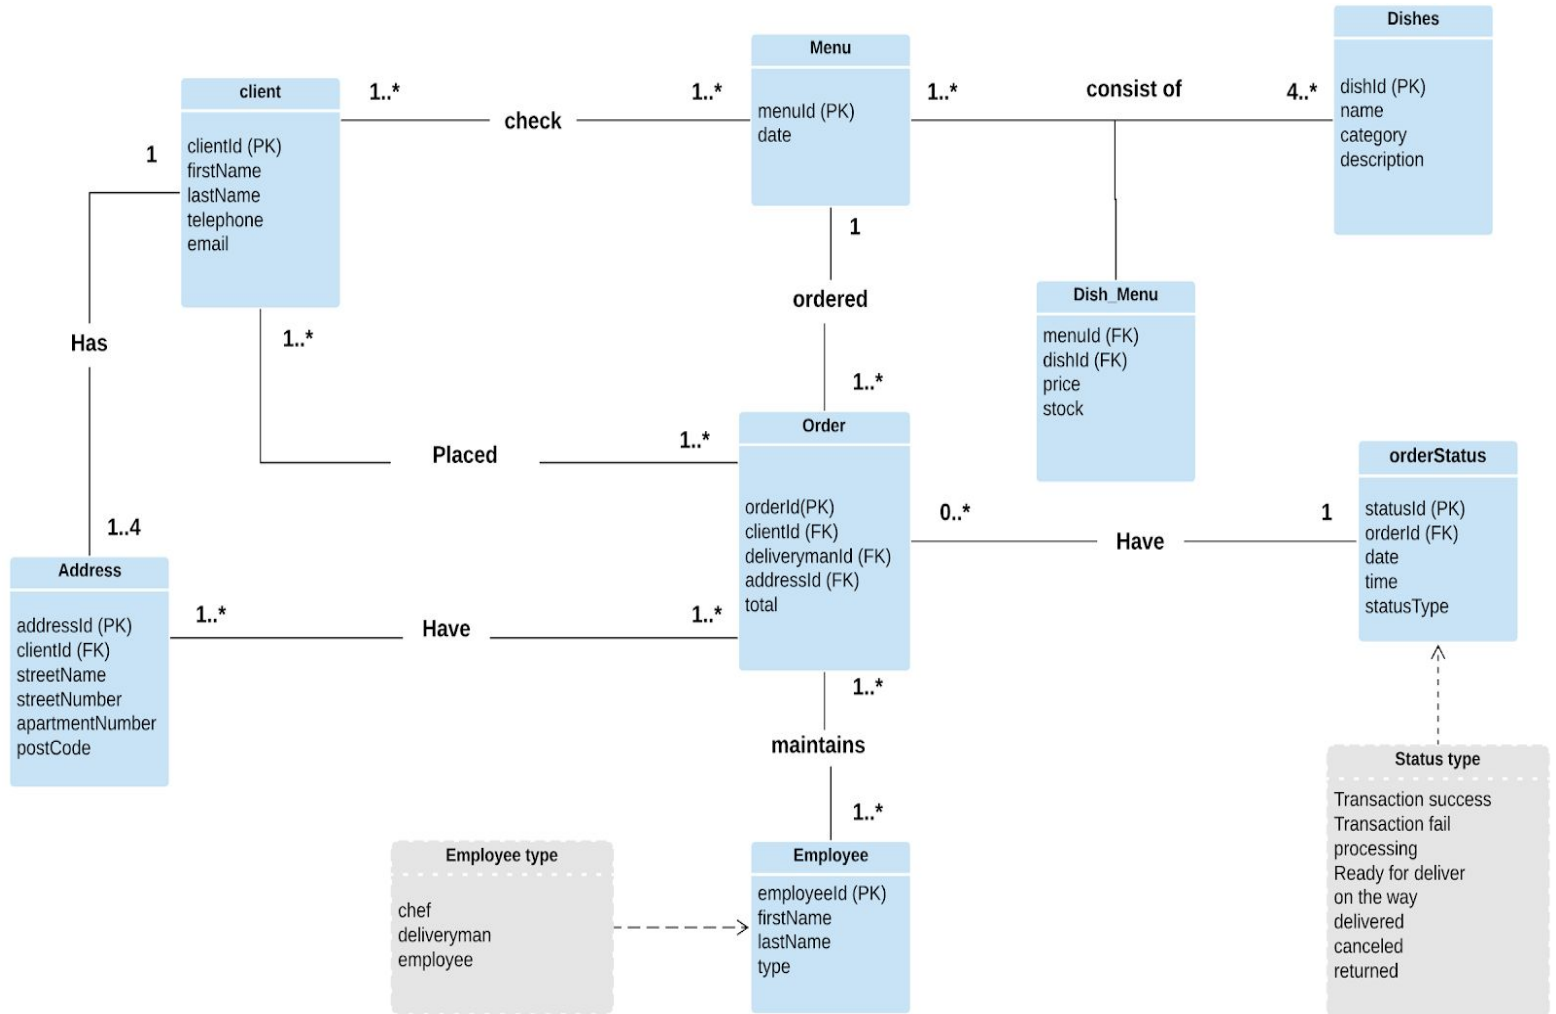 Dishes
dishId (PK)
name
category
description
Menu
menuId (PK)
date
client
clientId (PK)
firstName
lastName
telephone
email
1..*
check
1..*
1..*
consist of
4..*
1
Has
1..4
1
ordered
1..*
Dish_Menu
menuId (FK)
dishId (FK)
price
stock
1..*
Placed
1..*
Order
orderId(PK)
clientId (FK)
deliverymanId (FK)
addressId (FK)
total
0..*
Have
1
orderStatus
statusId (PK)
orderId (FK)
date
time
statusType
Address
addressId (PK)
clientId (FK)
streetName
streetNumber
apartmentNumber
postCode
1..*
Have
1..*
1..*
maintains
1..*
Employee type
chef
deliveryman
employee
Employee
employeeId (PK)
firstName
lastName
type
Status type
Transaction success
Transaction fail
processing
Ready for deliver
on the way
delivered
canceled
returned